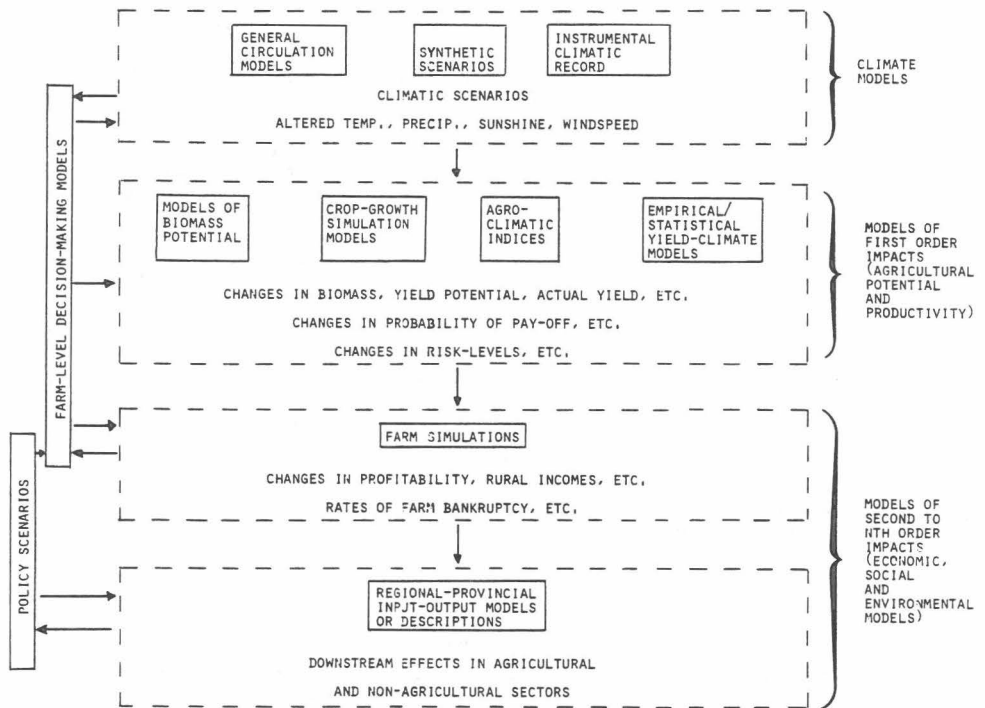 GENERAL
CIRCULATION
MODELS
SYNTHETIC
SCENARIOS
INSTRUMENTAL
CLIMATIC
RECORD
CLIMATIC SCENARIOS
ALTERED TEMP., PRECIP., SUNSHINE, WINDSPEED
CLIMATE
MODELS
FARM-LEVEL DECISION-MAKING MODELS
MODELS OF
BIOMASS
POTENTIAL
CROP-GROWTH
SIMULATION
MODELS
AGRO-
CLIMATIC
INDICES
EMPIRICAL/
STATISTICAL
YIELD-CLIMATE
MODELS
CHANGES IN BIOMASS, YIELD POTENTIAL, ACTUAL YIELD, ETC.
CHANGES IN PROBABILITY OF PAY-OFF, ETC.
CHANGES IN RISK-LEVELS, ETC.
MODELS OF
FIRST ORDER
IMPACTS
(AGRICULTURAL
POTENTIAL
AND
PRODUCTIVITY)
FARM SIMULATIONS
CHANGES IN PROFITABILITY, RURAL INCOMES, ETC.
RATES OF FARM BANKRUPTCY, ETC.
POLICY SCENARIOS
REGIONAL-PROVINCIAL
INPUT-OUTPUT MODELS
OR DESCRIPTIONS
DOWNSTREAM EFFECTS IN AGRICULTURAL
AND NON-AGRICULTURAL SECTORS
MODELS OF
SECOND TO
NTH ORDER
IMPACTS
(ECONOMIC,
SOCIAL
AND
ENVIRONMENTAL
MODELS)